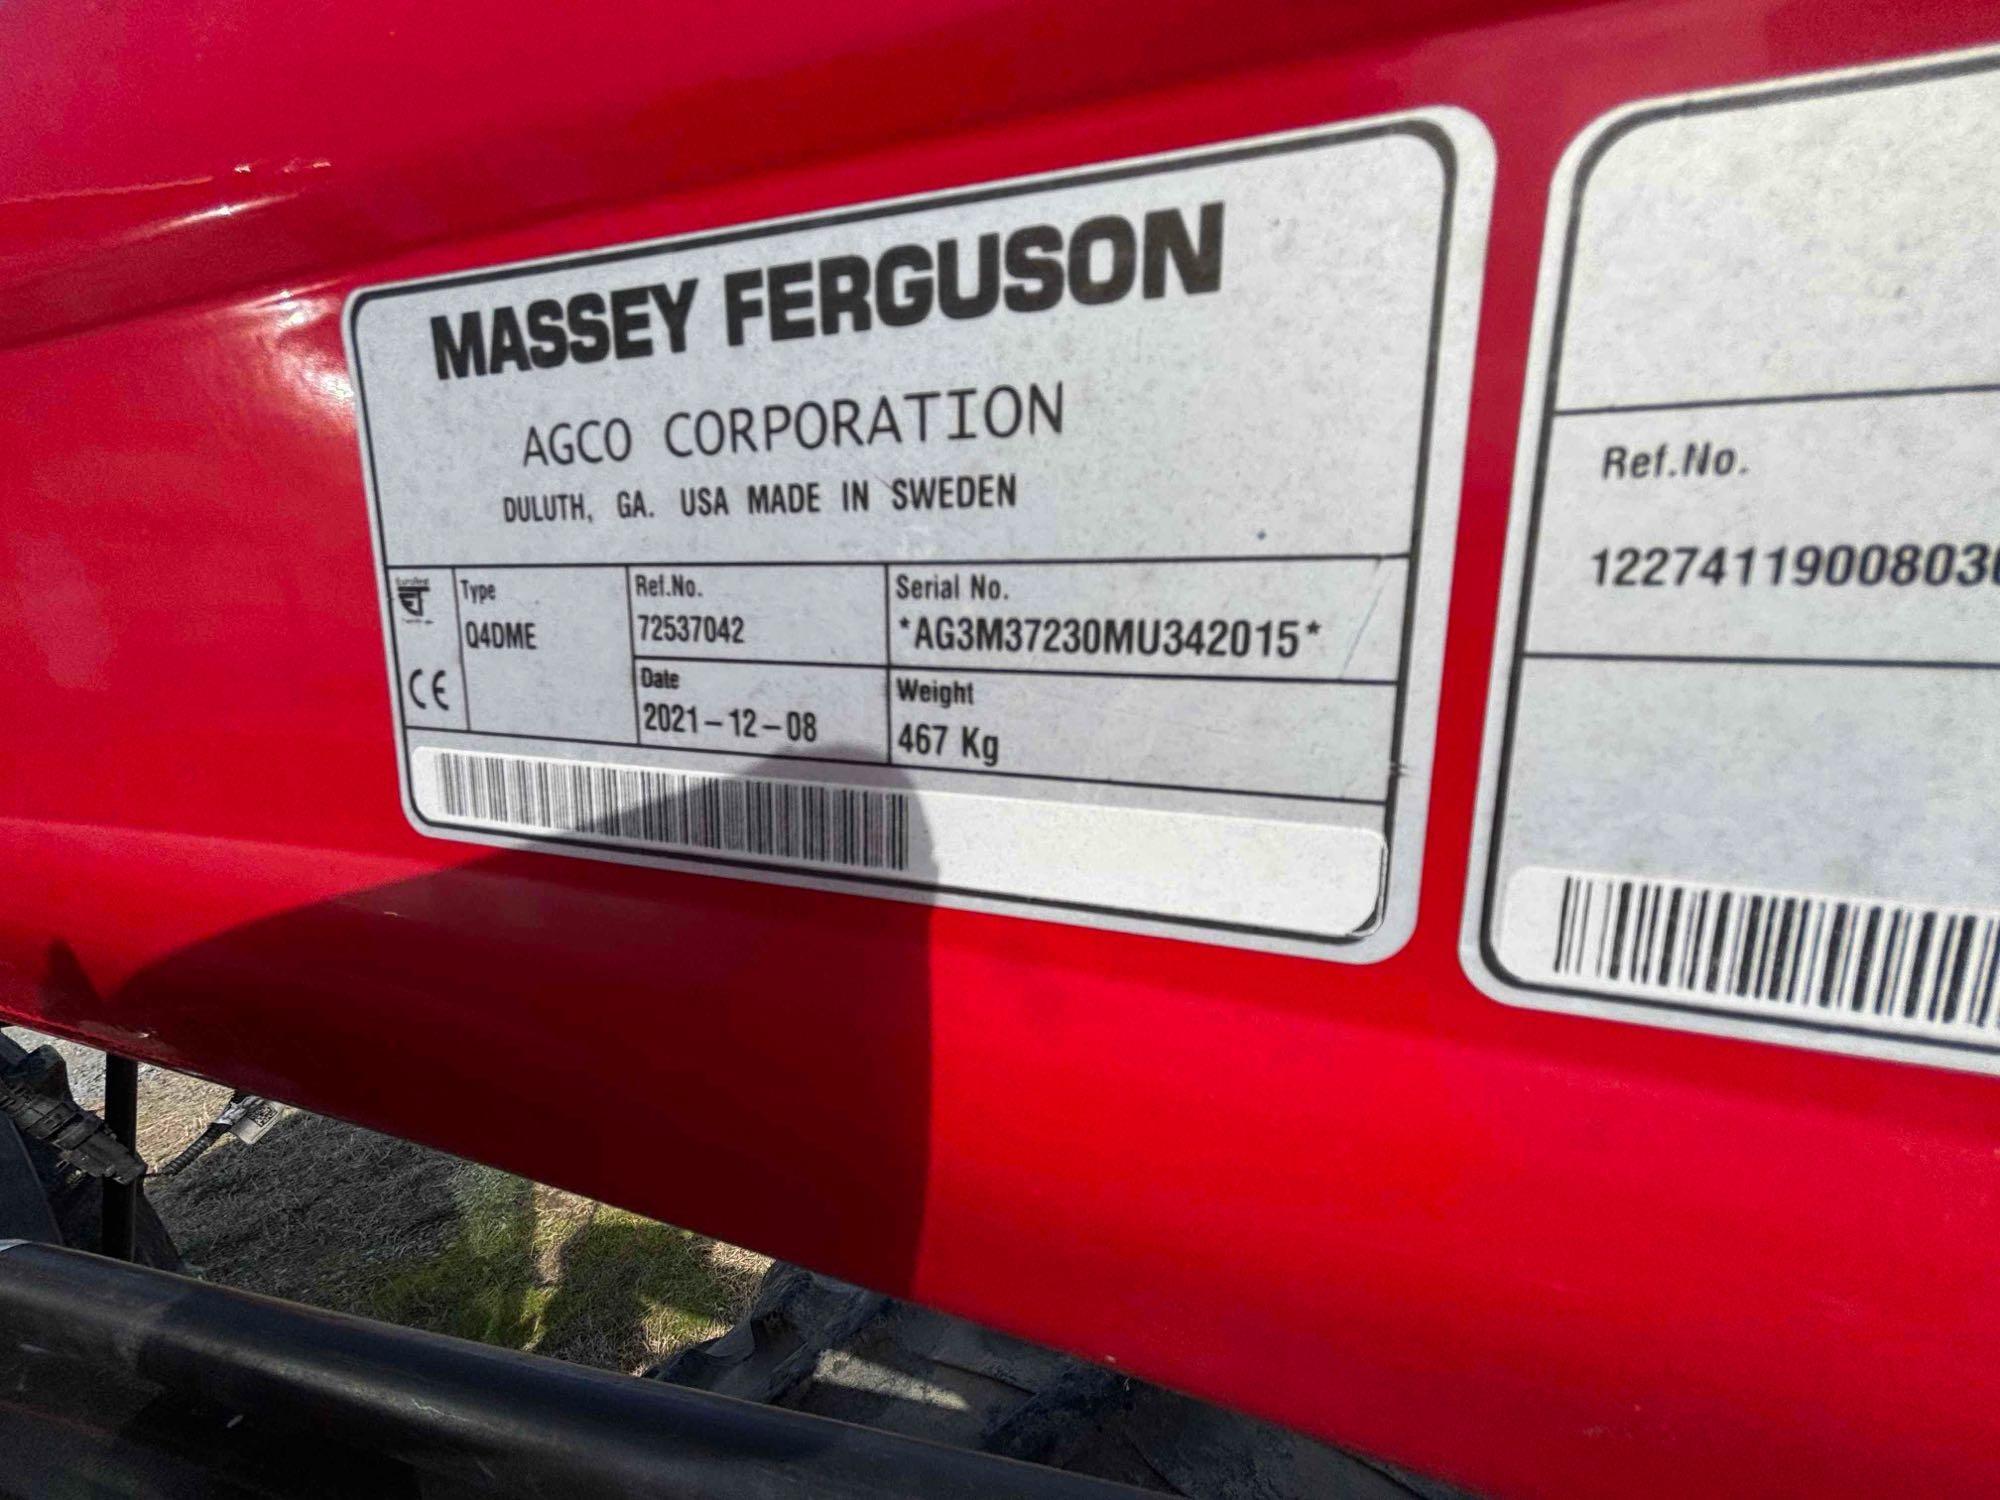 MASSEY FERGUSON
AGCO CORPORATION
DULUTH, GA. USA MADE IN SWEDEN
Type
Q4DME
Ref.No.
72537042
Serial No.
*AG3M37230MU342015*
CE
Date
2021-12-08
Weight
467 Kg
Ref.No.
1227411900803